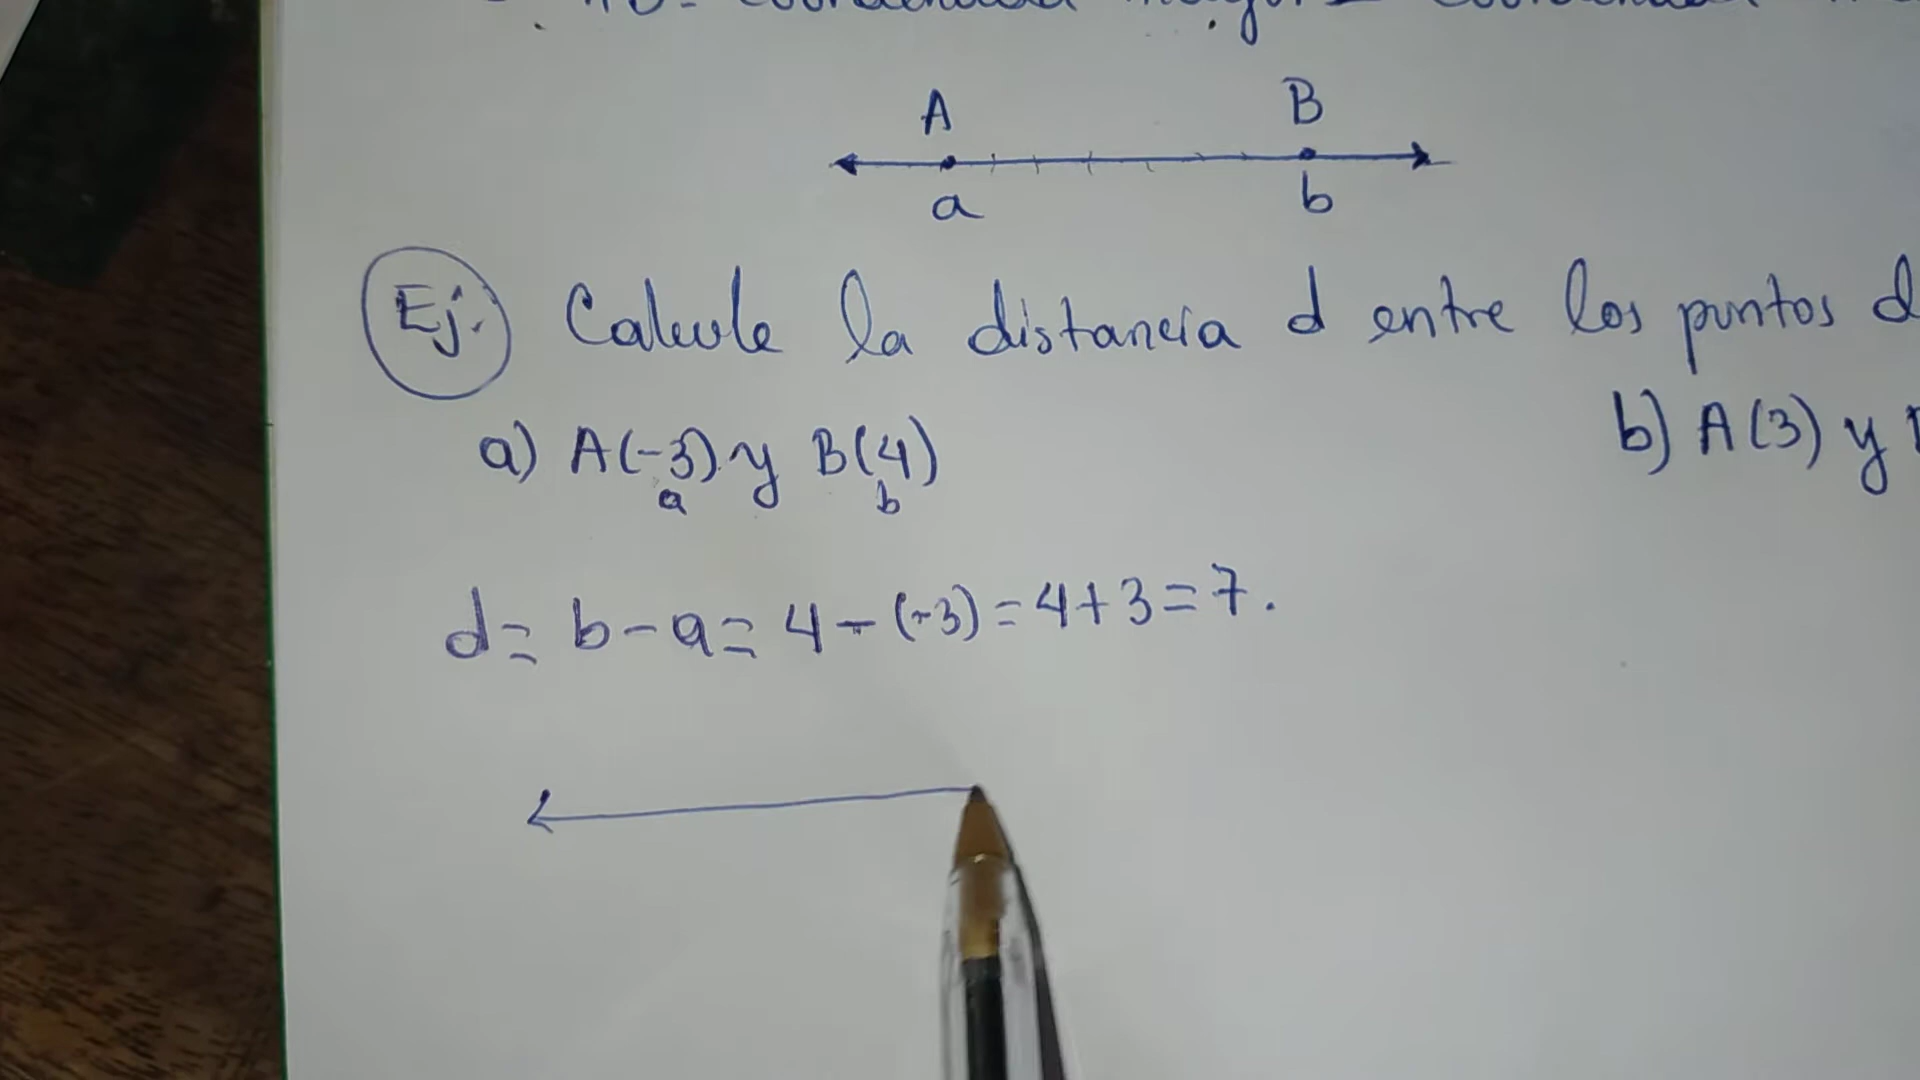 A B
a b
Ej. Calcule la distancia d entre los puntos
a) A(-3) y B(4) b) A(3) y
a b
d = b - a = 4 - (-3) = 4 + 3 = 7.